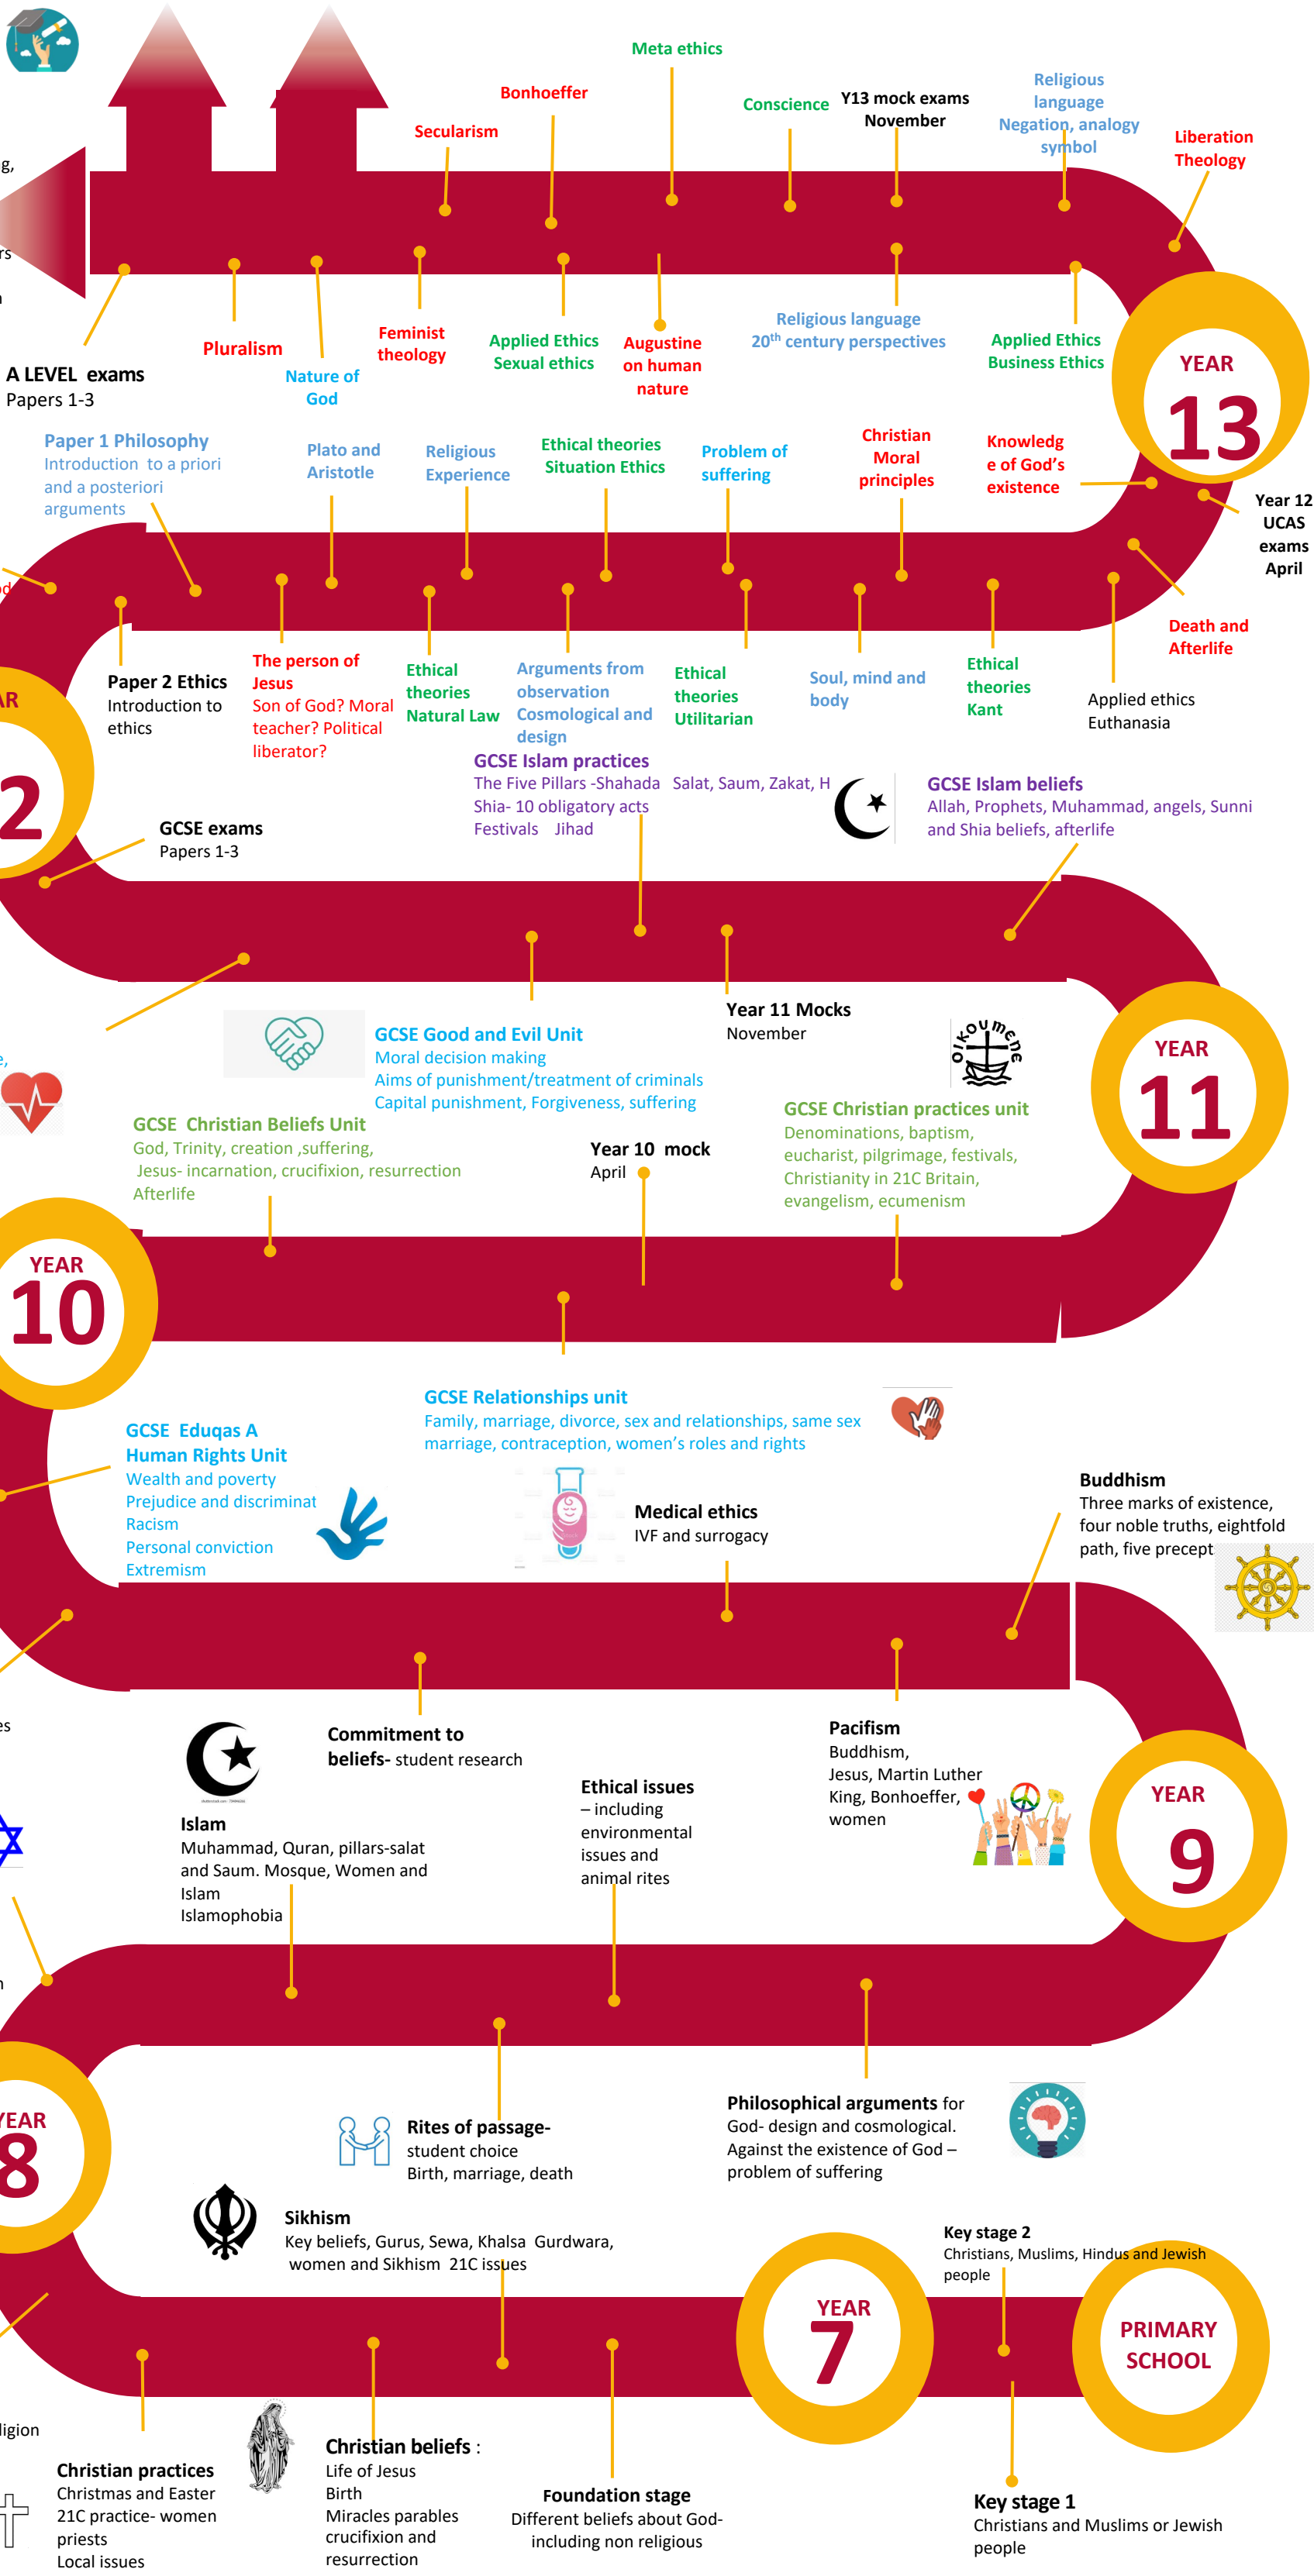 Meta ethics
Religious
language
Negation, analogy
symbol
Bonhoeffer
Conscience
Y13 mock exams
November
Secularism
Liberation
Theology
g,
rs
Pluralism
Nature of
God
Feminist
theology
Applied Ethics
Sexual ethics
Augustine
on human
nature
Religious language
20th century perspectives
Applied Ethics
Business Ethics
YEAR
13
A LEVEL exams
Papers 1-3
Paper 1 Philosophy
Introduction to a priori
and a posteriori
arguments
Plato and
Aristotle
Religious
Experience
Ethical theories
Situation Ethics
Problem of
suffering
Christian
Moral
principles
Knowledg
e of God's
existence
Year 12
UCAS
exams
April
Death and
Afterlife
Paper 2 Ethics
Introduction to
ethics
The person of
Jesus
Son of God? Moral
teacher? Political
liberator?
Ethical
theories
Natural Law
Arguments from
observation
Cosmological and
design
Ethical
theories
Utilitarian
Soul, mind and
body
Ethical
theories
Kant
Applied ethics
Euthanasia
AR
2
GCSE exams
Papers 1-3
GCSE Islam practices
The Five Pillars -Shahada Salat, Saum, Zakat, H
Shia- 10 obligatory acts
Festivals Jihad
GCSE Islam beliefs
Allah, Prophets, Muhammad, angels, Sunni
and Shia beliefs, afterlife
Year 11 Mocks
November
oikoumene
YEAR
11
GCSE Good and Evil Unit
Moral decision making
Aims of punishment/treatment of criminals
Capital punishment, Forgiveness, suffering
e,
GCSE Christian Beliefs Unit
God, Trinity, creation ,suffering,
Jesus- incarnation, crucifixion, resurrection
Afterlife
Year 10 mock
April
GCSE Christian practices unit
Denominations, baptism,
eucharist, pilgrimage, festivals,
Christianity in 21C Britain,
evangelism, ecumenism
YEAR
10
GCSE Relationships unit
Family, marriage, divorce, sex and relationships, same sex
marriage, contraception, women's roles and rights
GCSE Eduqas A
Human Rights Unit
Wealth and poverty
Prejudice and discriminat
Racism
Personal conviction
Extremism
Medical ethics
IVF and surrogacy
Buddhism
Three marks of existence,
four noble truths, eightfold
path, five precept
es
Commitment to
beliefs- student research
Pacifism
Buddhism,
Jesus, Martin Luther
King, Bonhoeffer,
women
YEAR
9
Islam
Muhammad, Quran, pillars-salat
and Saum. Mosque, Women and
Islam
Islamophobia
Ethical issues
– including
environmental
issues and
animal rites
YEAR
8
Rites of passage-
student choice
Birth, marriage, death
Philosophical arguments for
God- design and cosmological.
Against the existence of God –
problem of suffering
Sikhism
Key beliefs, Gurus, Sewa, Khalsa Gurdwara,
women and Sikhism 21C issues
Key stage 2
Christians, Muslims, Hindus and Jewish
people
YEAR
7
PRIMARY
SCHOOL
ligion
Christian practices
Christmas and Easter
21C practice- women
priests
Local issues
Christian beliefs :
Life of Jesus
Birth
Miracles parables
crucifixion and
resurrection
Foundation stage
Different beliefs about God-
including non religious
Key stage 1
Christians and Muslims or Jewish
people